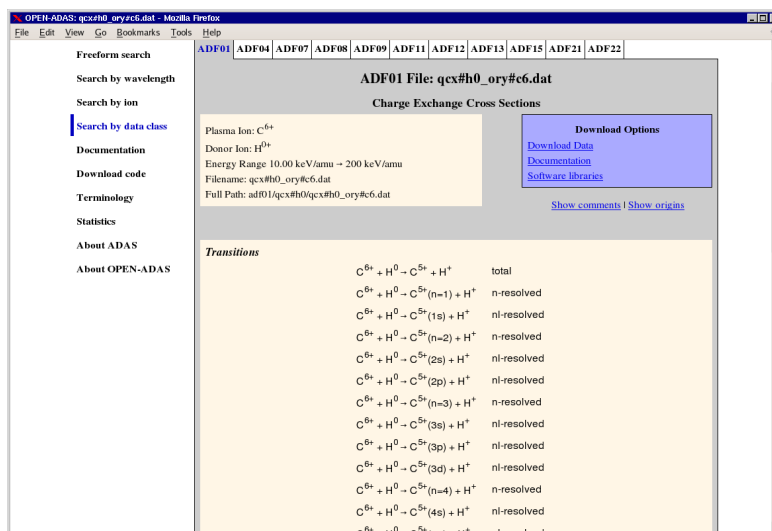 OPEN-ADAS: qcx#h0_ory#c6.dat - Mozilla Firefox
File Edit View Go Bookmarks Tools Help
Freeform search
Search by wavelength
Search by ion
Search by data class
Documentation
Download code
Terminology
Statistics
About ADAS
About OPEN-ADAS
ADF01 ADF04 ADF07 ADF08 ADF09 ADF11 ADF12 ADF13 ADF15 ADF21 ADF22
ADF01 File: qcx#h0_ory#c6.dat
Charge Exchange Cross Sections
Plasma Ion: C⁶⁺
Donor Ion: H⁰⁺
Energy Range 10.00 keV/amu → 200 keV/amu
Filename: qcx#h0_ory#c6.dat
Full Path: adf01/qcx#h0/qcx#h0_ory#c6.dat
Download Options
Download Data
Documentation
Software libraries
Show comments | Show origins
Transitions
C⁶⁺ + H⁰ → C⁵⁺ + H⁺ total
C⁶⁺ + H⁰ → C⁵⁺(n=1) + H⁺ n-resolved
C⁶⁺ + H⁰ → C⁵⁺(1s) + H⁺ nl-resolved
C⁶⁺ + H⁰ → C⁵⁺(n=2) + H⁺ n-resolved
C⁶⁺ + H⁰ → C⁵⁺(2s) + H⁺ nl-resolved
C⁶⁺ + H⁰ → C⁵⁺(2p) + H⁺ nl-resolved
C⁶⁺ + H⁰ → C⁵⁺(n=3) + H⁺ n-resolved
C⁶⁺ + H⁰ → C⁵⁺(3s) + H⁺ nl-resolved
C⁶⁺ + H⁰ → C⁵⁺(3p) + H⁺ nl-resolved
C⁶⁺ + H⁰ → C⁵⁺(3d) + H⁺ nl-resolved
C⁶⁺ + H⁰ → C⁵⁺(n=4) + H⁺ n-resolved
C⁶⁺ + H⁰ → C⁵⁺(4s) + H⁺ nl-resolved